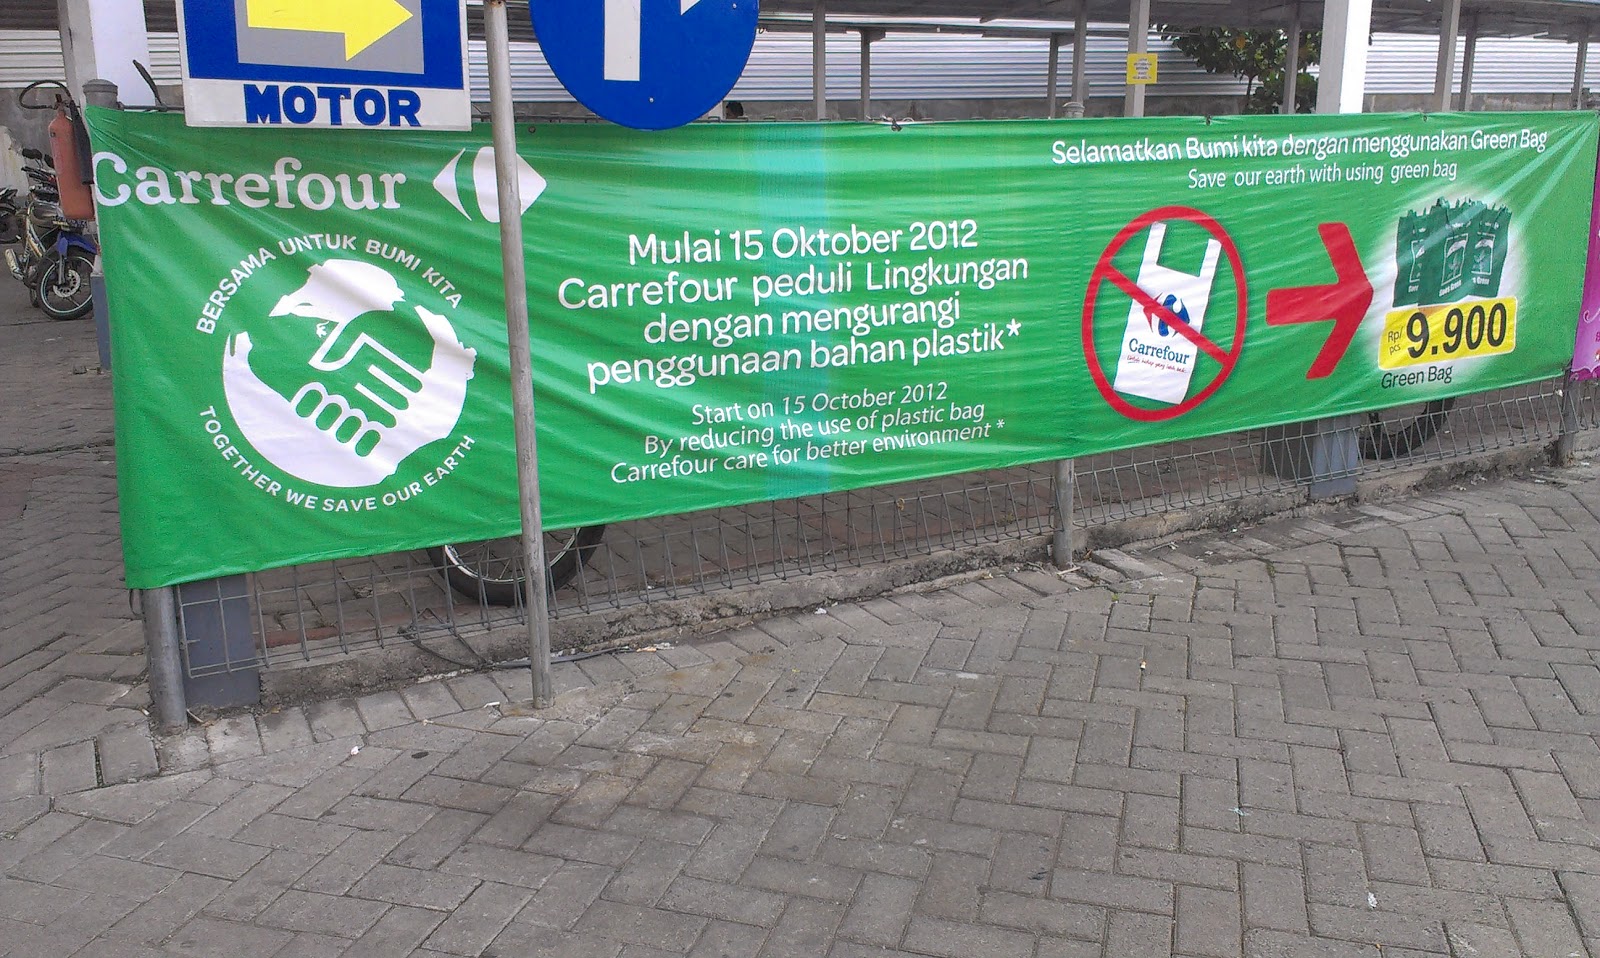 MOTOR
Carrefour
BERSAMA UNTUK BUMI KITA
TOGETHER WE SAVE OUR EARTH
Mulai 15 Oktober 2012
Carrefour peduli Lingkungan
dengan mengurangi
penggunaan bahan plastik*
Start on 15 October 2012
By reducing the use of plastic bag
Carrefour care for better environment *
Selamatkan Bumi kita dengan menggunakan Green Bag
Save our earth with using green bag
Carrefour
Rp/
pcs
9.900
Green Bag